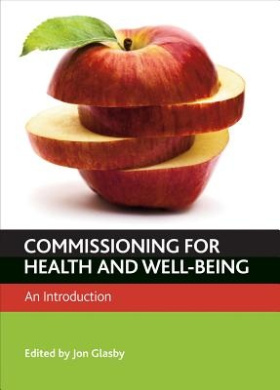 COMMISSIONING FOR
HEALTH AND WELL-BEING
An Introduction
Edited by Jon Glasby